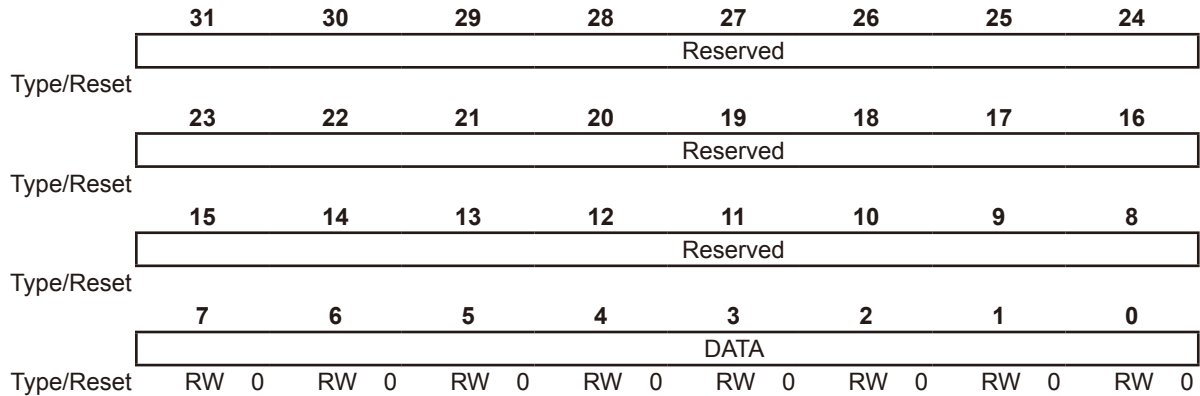 31 30 29 28 27 26 25 24
Reserved
Type/Reset
23 22 21 20 19 18 17 16
Reserved
Type/Reset
15 14 13 12 11 10 9 8
Reserved
Type/Reset
7 6 5 4 3 2 1 0
DATA
Type/Reset RW 0 RW 0 RW 0 RW 0 RW 0 RW 0 RW 0 RW 0